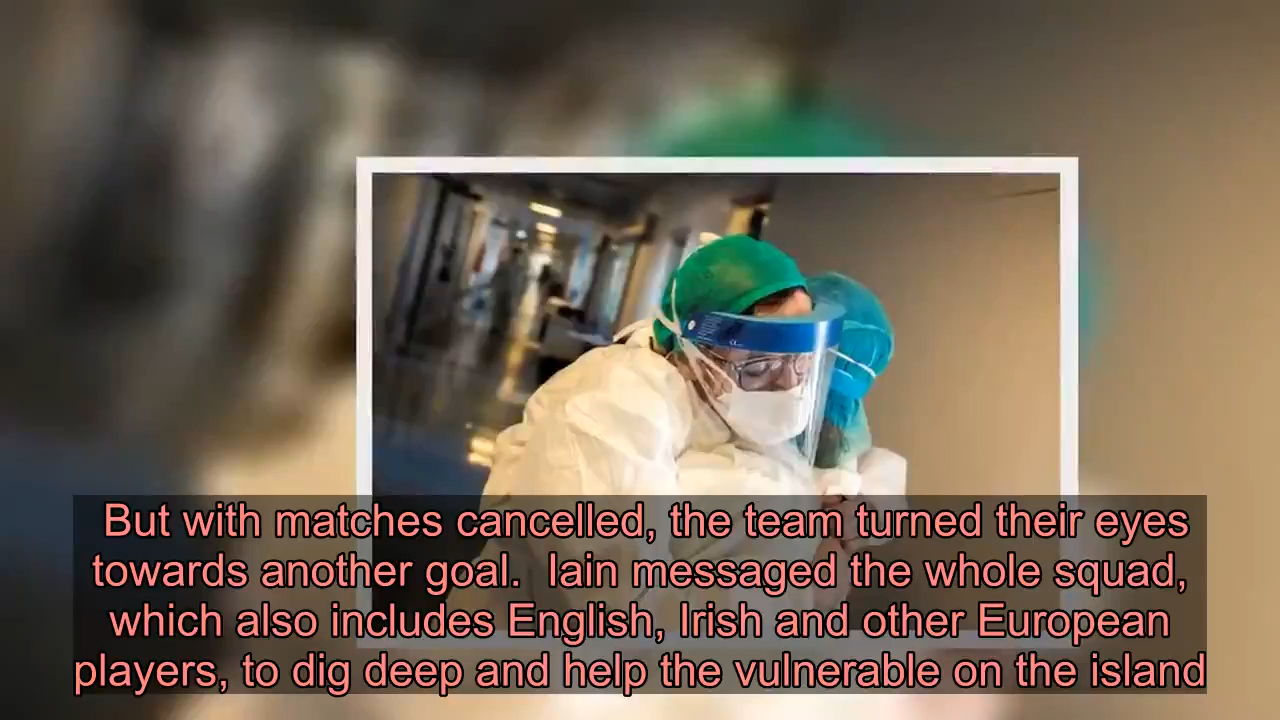 But with matches cancelled, the team turned their eyes
towards another goal.  Iain messaged the whole squad,
which also includes English, Irish and other European
players, to dig deep and help the vulnerable on the island